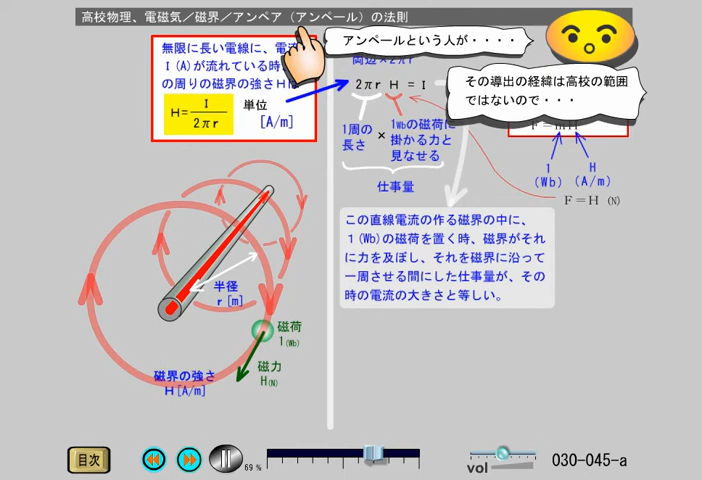 高校物理、電磁気／磁界／アンペア（アンペール）の法則
アンペールという人が・・・・
その導出の経緯は高校の範囲
ではないので・・・
無限に長い電線に、電流
I(A)が流れている時
の周りの磁界の強さH
H=I/2πr
単位
[A/m]
両辺×2πr
2πr H = I
1周の
長さ
×
1Wbの磁荷に
掛かる力と
見なせる
仕事量
F=mH
1
(Wb)
H
(A/m)
F=H (N)
この直線電流の作る磁界の中に、
1(Wb)の磁荷を置く時、磁界がそれ
に力を及ぼし、それを磁界に沿って
一周させる間にした仕事量が、その
時の電流の大きさと等しい。
半径
r[m]
磁荷
1(Wb)
磁力
H(N)
磁界の強さ
H[A/m]
目次
69 %
vol
030-045-a